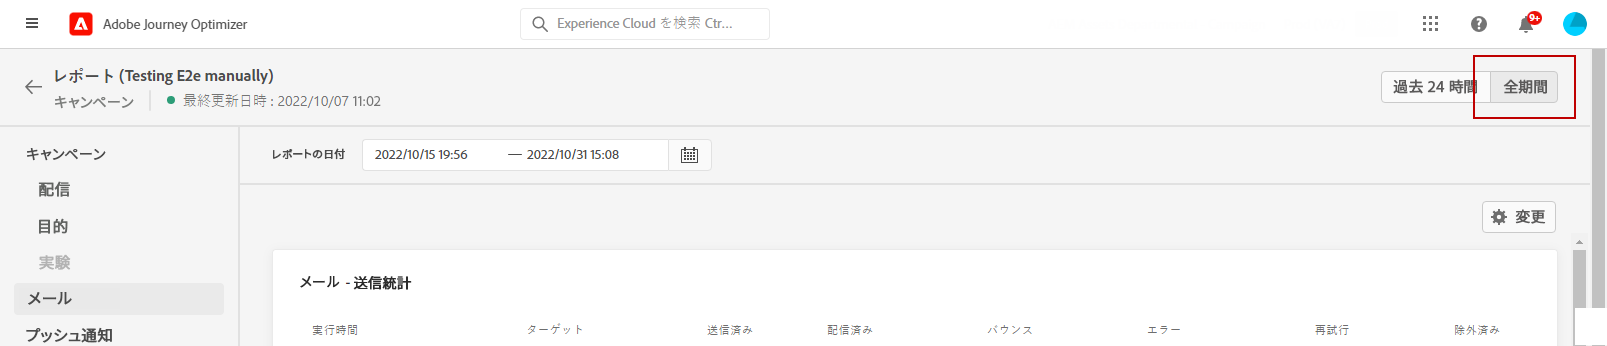 Adobe Journey Optimizer
Experience Cloud を検索 Ctr...
9+
レポート (Testing E2e manually)
キャンペーン
最終更新日時 : 2022/10/07 11:02
過去 24 時間
全期間
キャンペーン
配信
目的
実験
メール
プッシュ通知
レポートの日付
2022/10/15 19:56 — 2022/10/31 15:08
変更
メール - 送信統計
実行時間 ターゲット 送信済み 配信済み バウンス エラー 再試行 除外済み